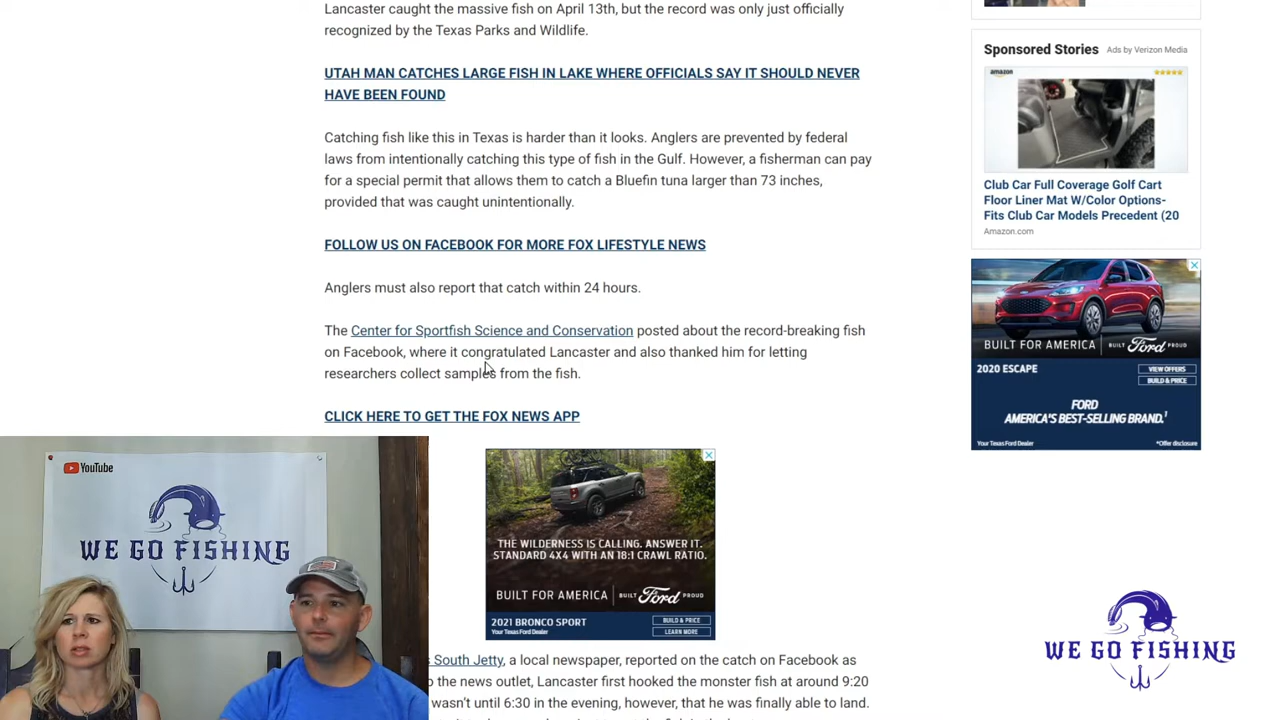 Lancaster caught the massive fish on April 13th, but the record was only just officially
recognized by the Texas Parks and Wildlife.
UTAH MAN CATCHES LARGE FISH IN LAKE WHERE OFFICIALS SAY IT SHOULD NEVER
HAVE BEEN FOUND
Catching fish like this in Texas is harder than it looks. Anglers are prevented by federal
laws from intentionally catching this type of fish in the Gulf. However, a fisherman can pay
for a special permit that allows them to catch a Bluefin tuna larger than 73 inches,
provided that was caught unintentionally.
FOLLOW US ON FACEBOOK FOR MORE FOX LIFESTYLE NEWS
Anglers must also report that catch within 24 hours.
The Center for Sportfish Science and Conservation posted about the record-breaking fish
on Facebook, where it congratulated Lancaster and also thanked him for letting
researchers collect samples from the fish.
CLICK HERE TO GET THE FOX NEWS APP
THE WILDERNESS IS CALLING. ANSWER IT.
STANDARD 4X4 WITH AN 18:1 CRAWL RATIO.
BUILT FOR AMERICA BUILT Ford PROUD
2021 BRONCO SPORT
Your Texas Ford Dealer
BUILD & PRICE
LEARN MORE
s South Jetty, a local newspaper, reported on the catch on Facebook as
o the news outlet, Lancaster first hooked the monster fish at around 9:20
wasn't until 6:30 in the evening, however, that he was finally able to land.
Sponsored Stories Ads by Verizon Media
amazon
Club Car Full Coverage Golf Cart
Floor Liner Mat W/Color Options-
Fits Club Car Models Precedent (20
Amazon.com
BUILT FOR AMERICA BUILT Ford PROUD
2020 ESCAPE
VIEW OFFERS
BUILD & PRICE
FORD
AMERICA'S BEST-SELLING BRAND.¹
Your Texas Ford Dealer *Offer disclosure
YouTube
WE GO FISHING
WE GO FISHING